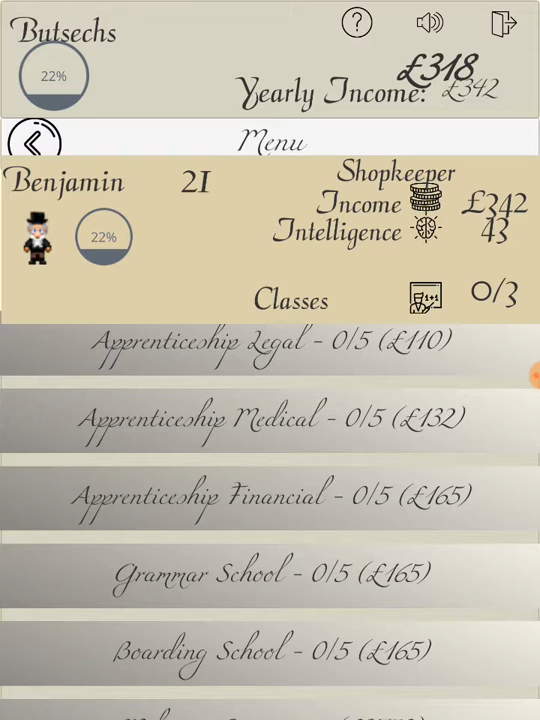 Butsechs
22%
£318
Yearly Income: £342
Menu
Benjamin 21 Shopkeeper
Income £342
22%
Intelligence 43
1+1
Classes 0/3
Apprenticeship Legal - 0/5 (£110)
Apprenticeship Medical - 0/5 (£132)
Apprenticeship Financial - 0/5 (£165)
Grammar School - 0/5 (£165)
Boarding School - 0/5 (£165)